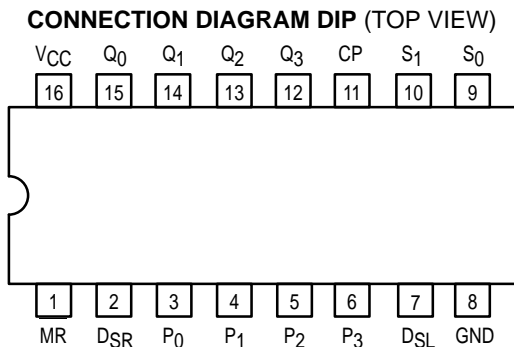 CONNECTION DIAGRAM DIP (TOP VIEW)
VCC Q0 Q1 Q2 Q3 CP S1 S0
16 15 14 13 12 11 10 9
1 2 3 4 5 6 7 8
MR DSR P0 P1 P2 P3 DSL GND